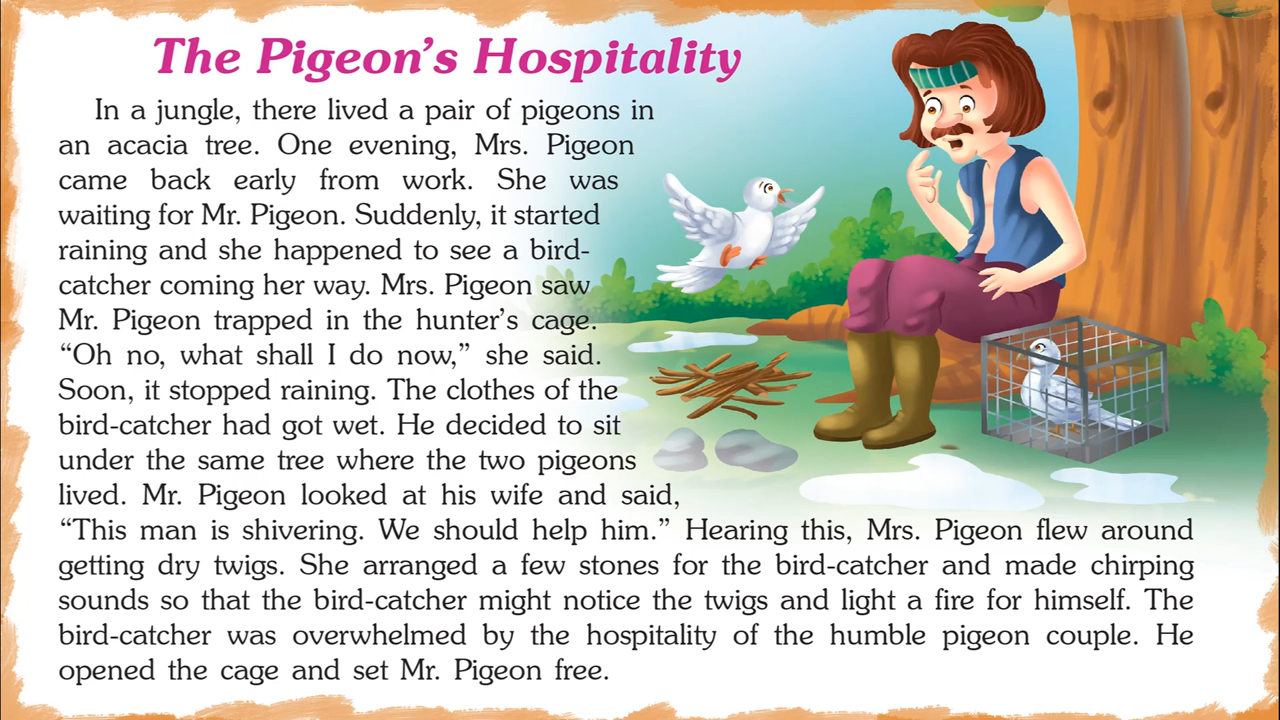 The Pigeon's Hospitality
In a jungle, there lived a pair of pigeons in
an acacia tree. One evening, Mrs. Pigeon
came back early from work. She was
waiting for Mr. Pigeon. Suddenly, it started
raining and she happened to see a bird-
catcher coming her way. Mrs. Pigeon saw
Mr. Pigeon trapped in the hunter's cage.
“Oh no, what shall I do now,” she said.
Soon, it stopped raining. The clothes of the
bird-catcher had got wet. He decided to sit
under the same tree where the two pigeons
lived. Mr. Pigeon looked at his wife and said,
“This man is shivering. We should help him.” Hearing this, Mrs. Pigeon flew around
getting dry twigs. She arranged a few stones for the bird-catcher and made chirping
sounds so that the bird-catcher might notice the twigs and light a fire for himself. The
bird-catcher was overwhelmed by the hospitality of the humble pigeon couple. He
opened the cage and set Mr. Pigeon free.